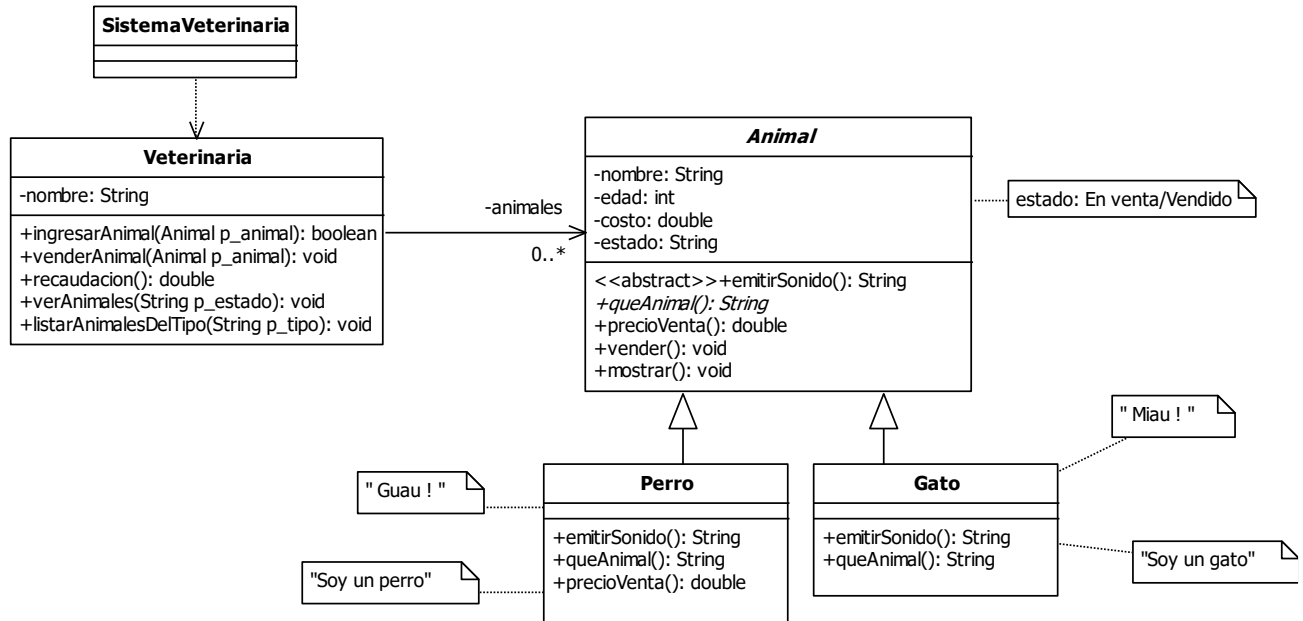 SistemaVeterinaria
Veterinaria
-nombre: String
+ingresarAnimal(Animal p_animal): boolean
+venderAnimal(Animal p_animal): void
+recaudacion(): double
+verAnimales(String p_estado): void
+listarAnimalesDelTipo(String p_tipo): void
-animales
0..*
Animal
-nombre: String
-edad: int
-costo: double
-estado: String
<<abstract>>+emitirSonido(): String
+queAnimal(): String
+precioVenta(): double
+vender(): void
+mostrar(): void
estado: En venta/Vendido
" Guau ! "
"Soy un perro"
Perro
+emitirSonido(): String
+queAnimal(): String
+precioVenta(): double
Gato
+emitirSonido(): String
+queAnimal(): String
" Miau ! "
"Soy un gato"